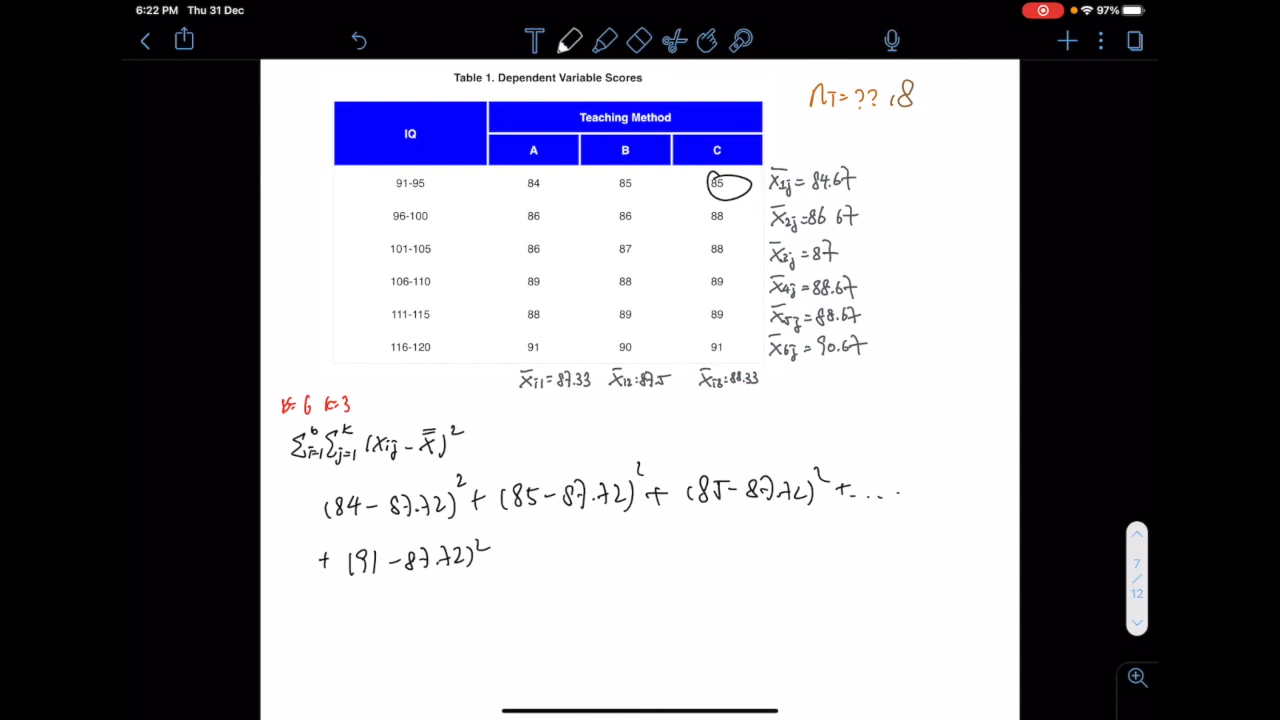 6:22 PM Thu 31 Dec
97%
Table 1. Dependent Variable Scores
n_T = ?? 18
IQ Teaching Method
A B C
91-95 84 85 85 x̄1j = 84.67
96-100 86 86 88 x̄2j = 86 67
101-105 86 87 88 x̄3j = 87
106-110 89 88 89 x̄4j = 88.67
111-115 88 89 89 x̄5j = 88.67
116-120 91 90 91 x̄6j = 90.67
x̄i1 = 87.33 x̄i2 = 87.5 x̄i3 = 88.33
b = 6 k = 3
Σ_{i=1}^{b} Σ_{j=1}^{k} (xij - x̿)²
(84 - 87.72)² + (85 - 87.72)² + (85 - 87.72)² + ....
+ (91 - 87.72)²
7
/
12